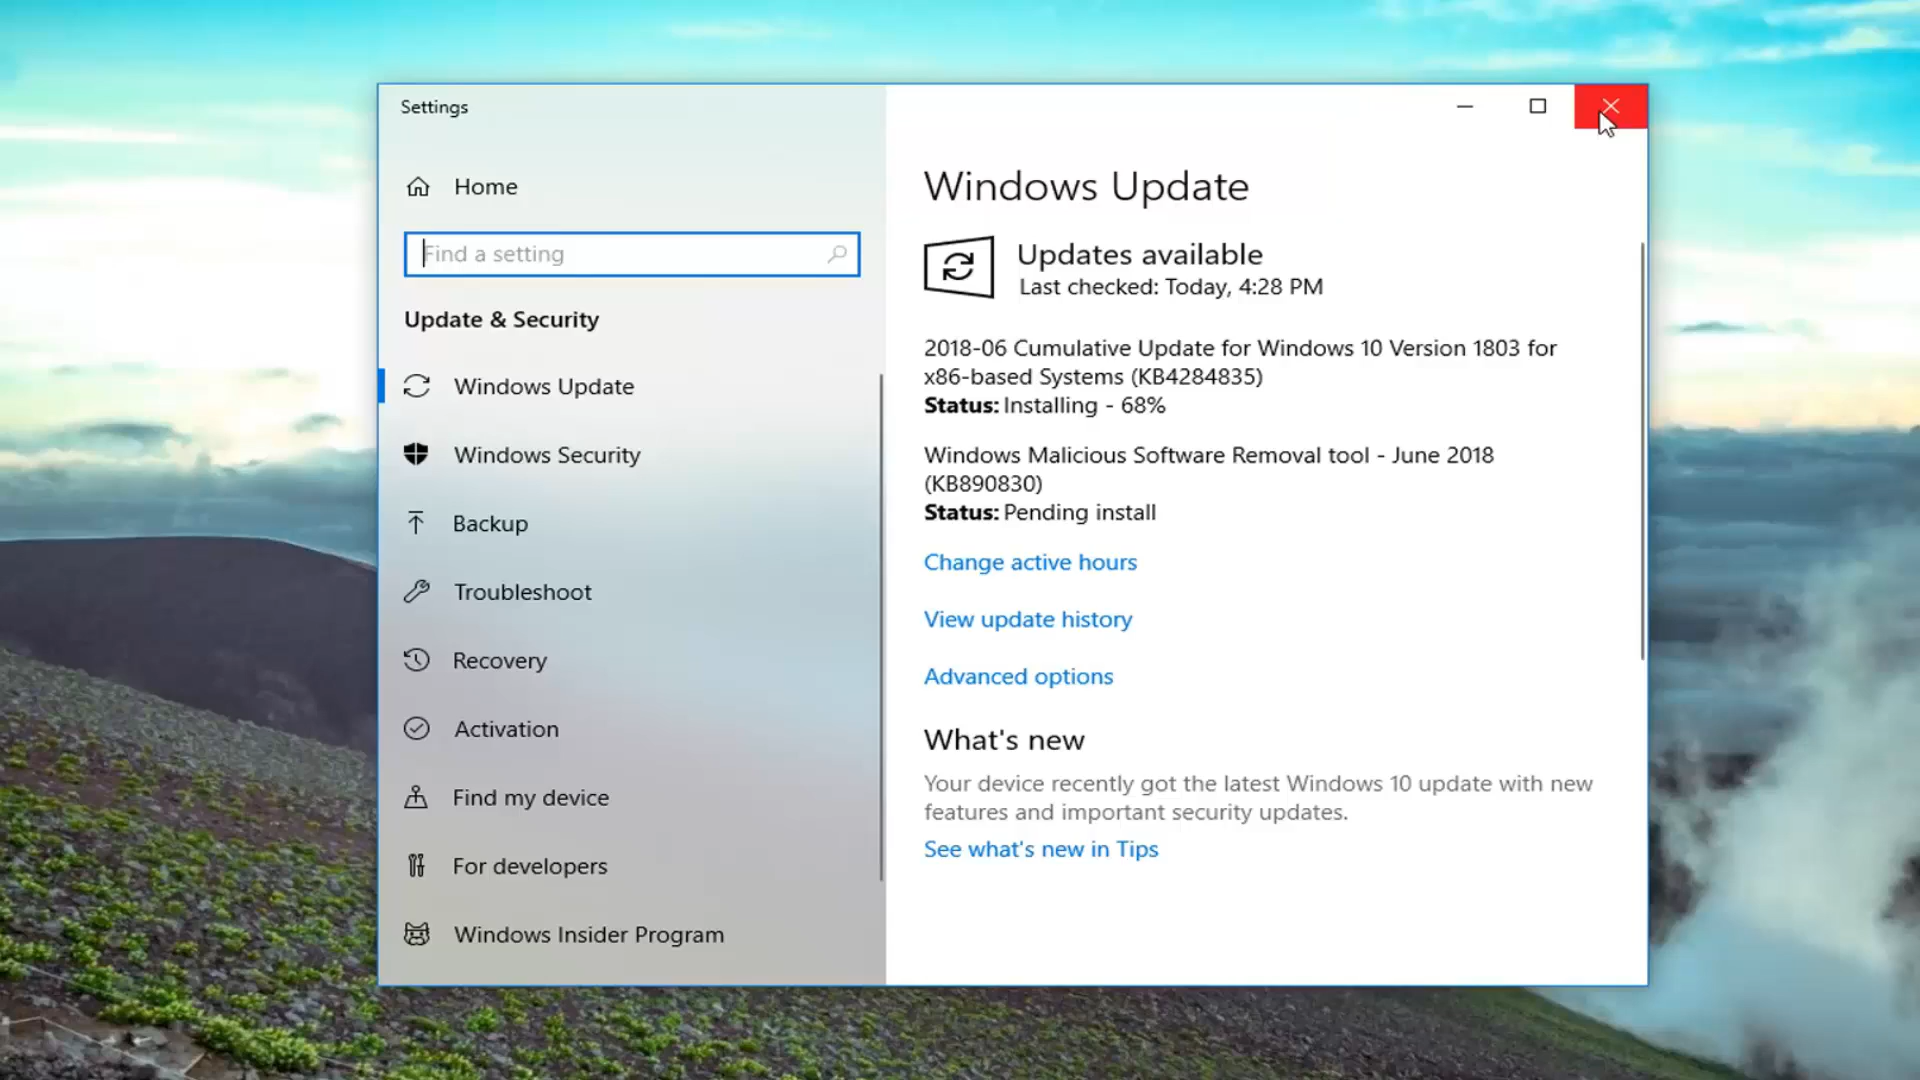 Settings
Home
Find a setting
Update & Security
Windows Update
Windows Security
Backup
Troubleshoot
Recovery
Activation
Find my device
For developers
Windows Insider Program
Windows Update
Updates available
Last checked: Today, 4:28 PM
2018-06 Cumulative Update for Windows 10 Version 1803 for
x86-based Systems (KB4284835)
Status: Installing - 68%
Windows Malicious Software Removal tool - June 2018
(KB890830)
Status: Pending install
Change active hours
View update history
Advanced options
What's new
Your device recently got the latest Windows 10 update with new
features and important security updates.
See what's new in Tips